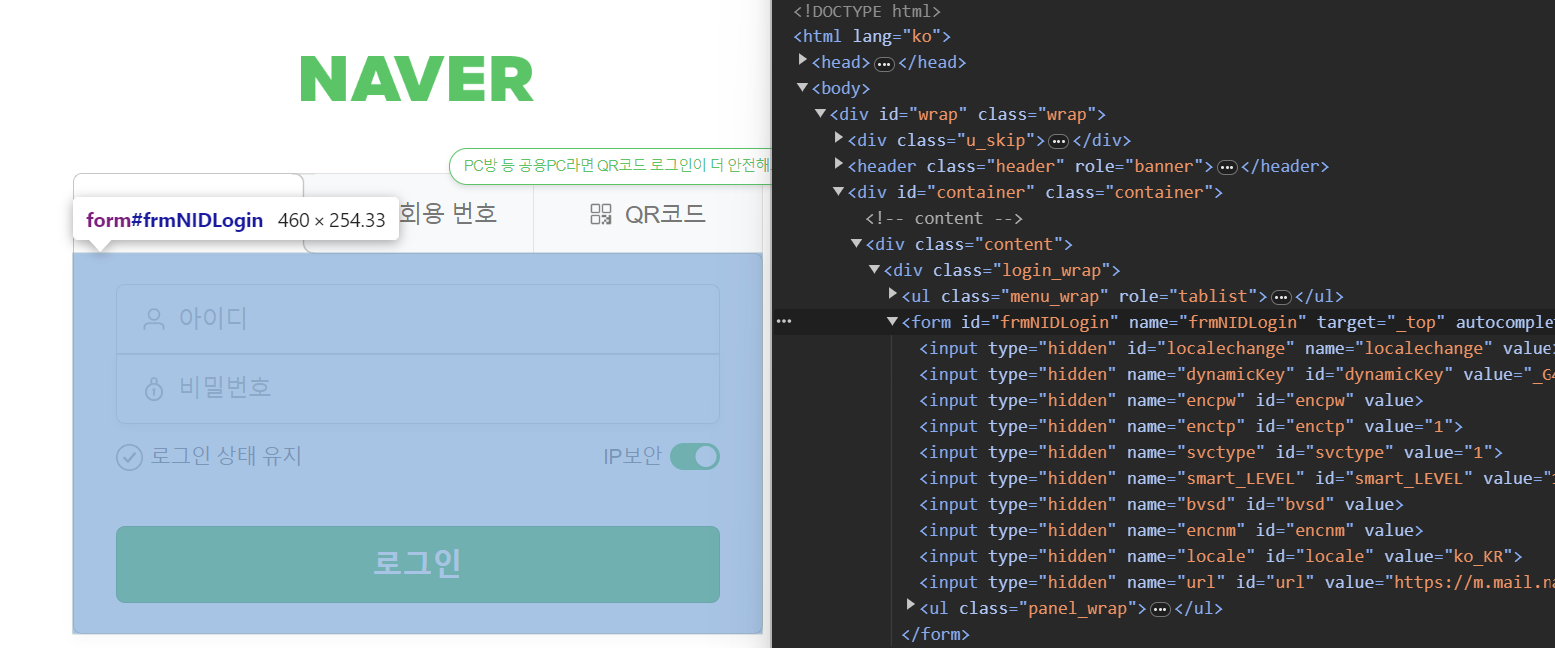 NAVER
PC방 등 공용PC라면 QR코드 로그인이 더 안전해
회용 번호
QR코드
form#frmNIDLogin 460 × 254.33
아이디
비밀번호
로그인 상태 유지
IP보안
로그인
<!DOCTYPE html>
<html lang="ko">
<head> ••• </head>
<body>
<div id="wrap" class="wrap">
<div class="u_skip"> ••• </div>
<header class="header" role="banner"> ••• </header>
<div id="container" class="container">
<!-- content -->
<div class="content">
<div class="login_wrap">
<ul class="menu_wrap" role="tablist"> ••• </ul>
••• <form id="frmNIDLogin" name="frmNIDLogin" target="_top" autocomplet
<input type="hidden" id="localechange" name="localechange" value>
<input type="hidden" name="dynamicKey" id="dynamicKey" value="_G4
<input type="hidden" name="encpw" id="encpw" value>
<input type="hidden" name="enctp" id="enctp" value="1">
<input type="hidden" name="svctype" id="svctype" value="1">
<input type="hidden" name="smart_LEVEL" id="smart_LEVEL" value="
<input type="hidden" name="bvsd" id="bvsd" value>
<input type="hidden" name="encnm" id="encnm" value>
<input type="hidden" name="locale" id="locale" value="ko_KR">
<input type="hidden" name="url" id="url" value="https://m.mail.na
<ul class="panel_wrap"> ••• </ul>
</form>